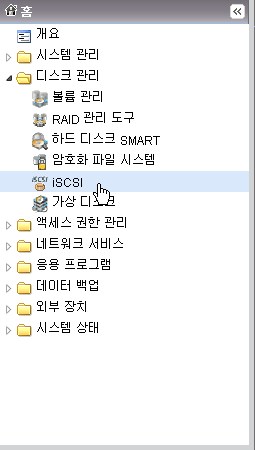 홈
개요
시스템 관리
디스크 관리
볼륨 관리
RAID 관리 도구
하드 디스크 SMART
암호화 파일 시스템
iSCSI iSCSI
가상 디스크
액세스 권한 관리
네트워크 서비스
응용 프로그램
데이터 백업
외부 장치
시스템 상태